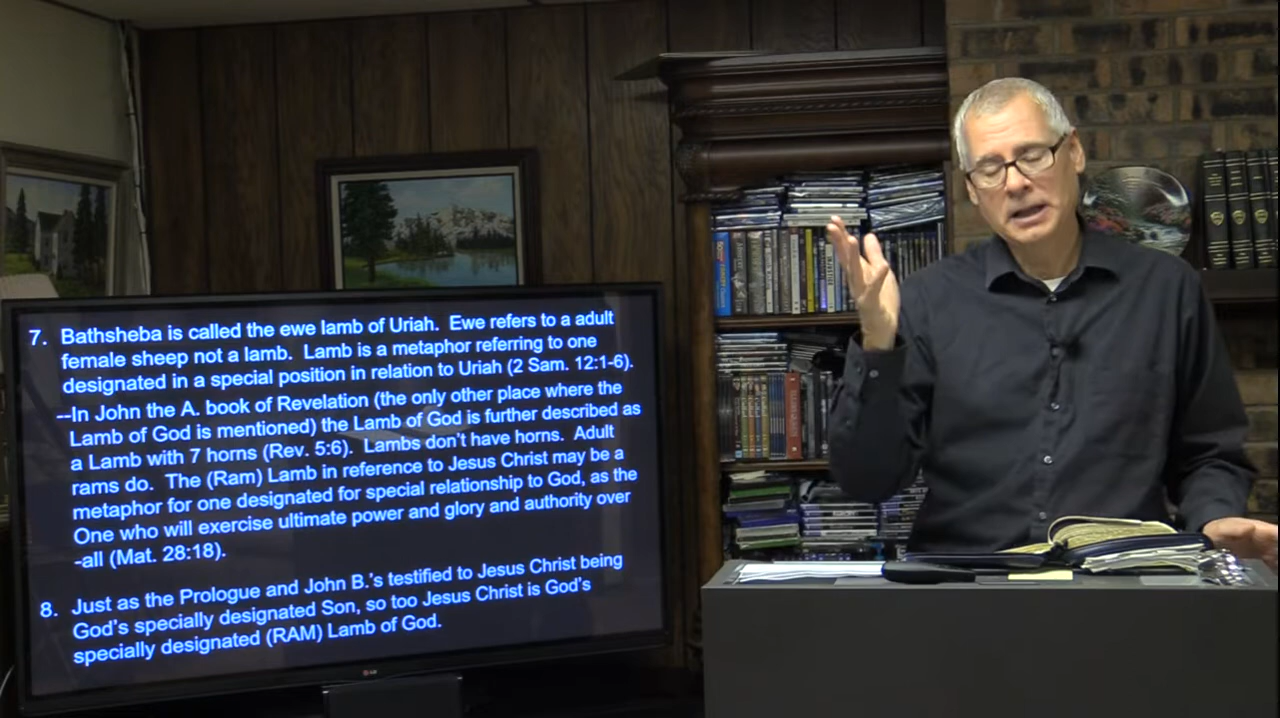 7. Bathsheba is called the ewe lamb of Uriah. Ewe refers to a adult
female sheep not a lamb. Lamb is a metaphor referring to one
designated in a special position in relation to Uriah (2 Sam. 12:1-6).
--In John the A. book of Revelation (the only other place where the
Lamb of God is mentioned) the Lamb of God is further described as
a Lamb with 7 horns (Rev. 5:6). Lambs don't have horns. Adult
rams do. The (Ram) Lamb in reference to Jesus Christ may be a
metaphor for one designated for special relationship to God, as the
One who will exercise ultimate power and glory and authority over
-all (Mat. 28:18).
8. Just as the Prologue and John B.'s testified to Jesus Christ being
God's specially designated Son, so too Jesus Christ is God's
specially designated (RAM) Lamb of God.
LG